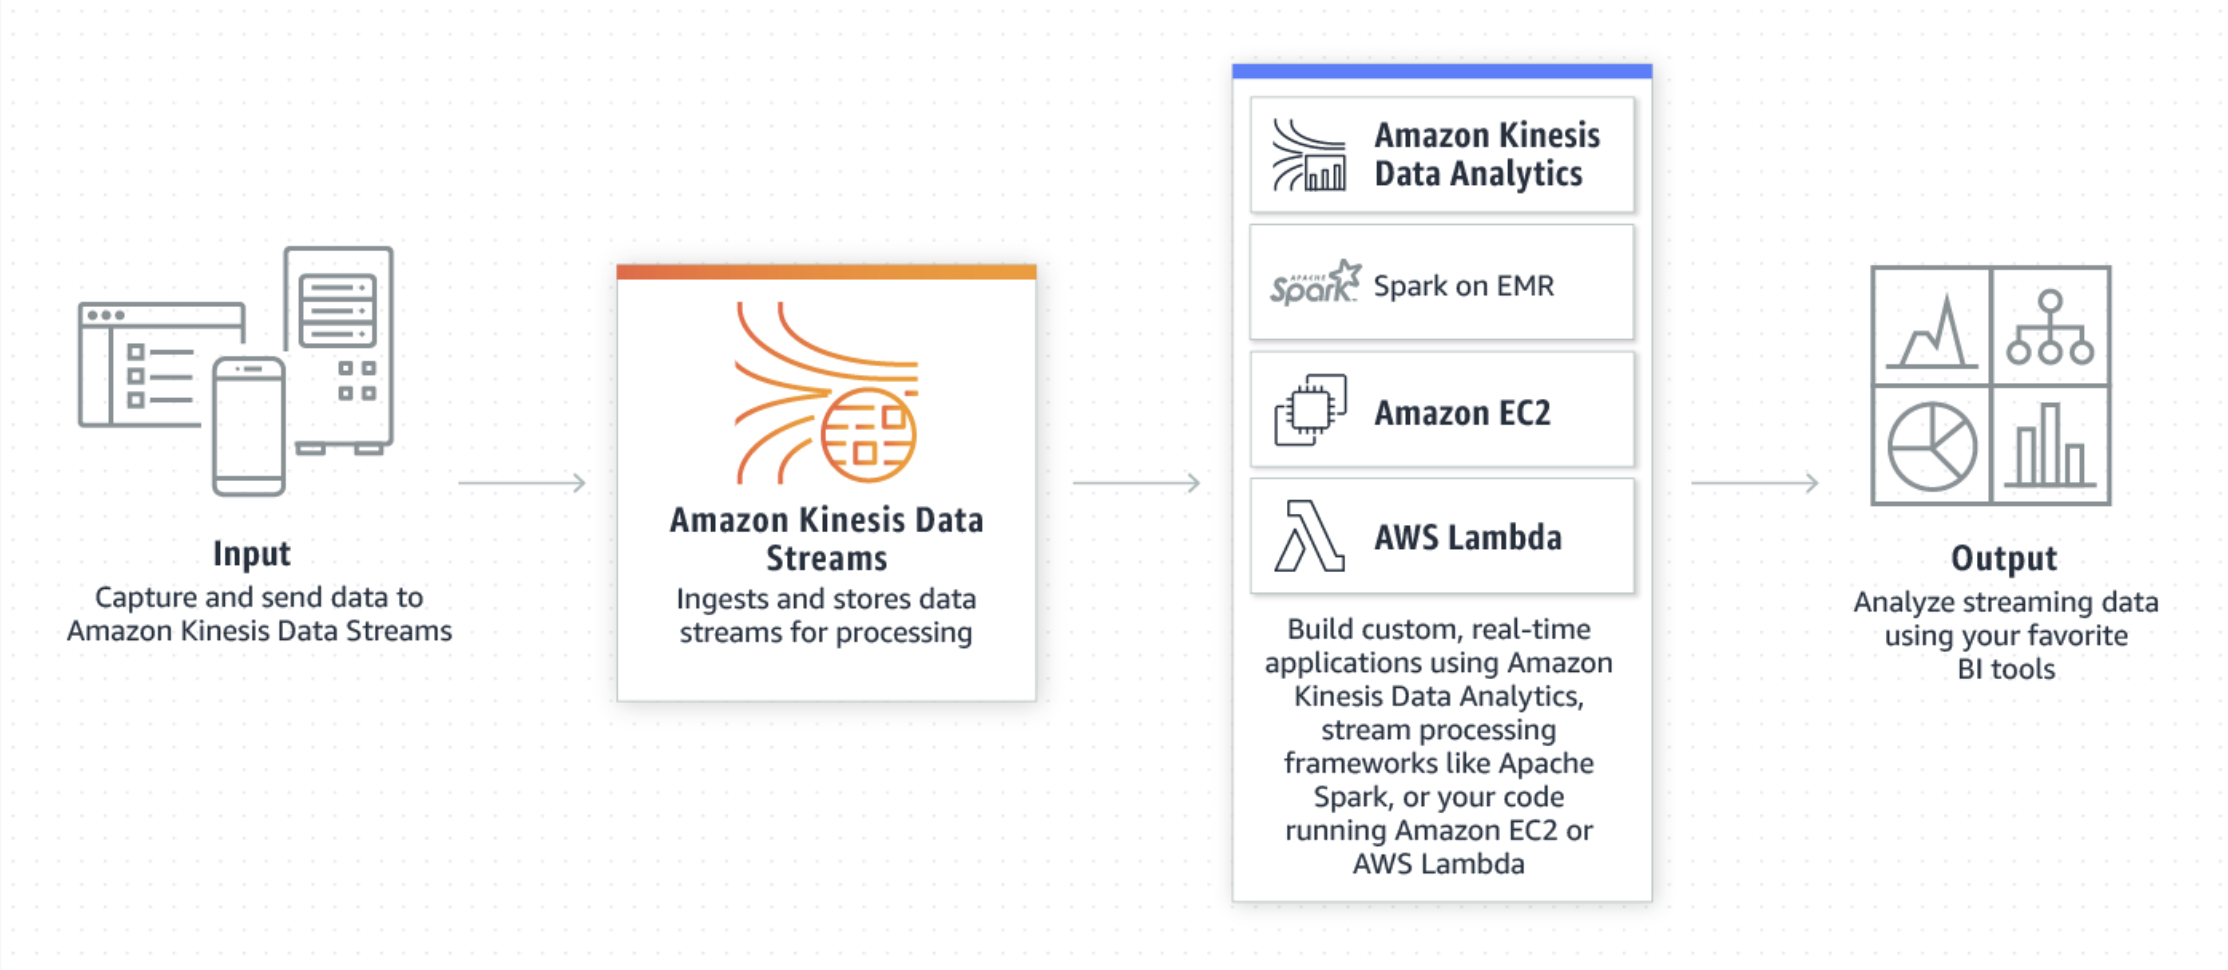 Input
Capture and send data to
Amazon Kinesis Data Streams
Amazon Kinesis Data
Streams
Ingests and stores data
streams for processing
Amazon Kinesis
Data Analytics
APACHE
Spark
Spark on EMR
Amazon EC2
AWS Lambda
Build custom, real-time
applications using Amazon
Kinesis Data Analytics,
stream processing
frameworks like Apache
Spark, or your code
running Amazon EC2 or
AWS Lambda
Output
Analyze streaming data
using your favorite
BI tools